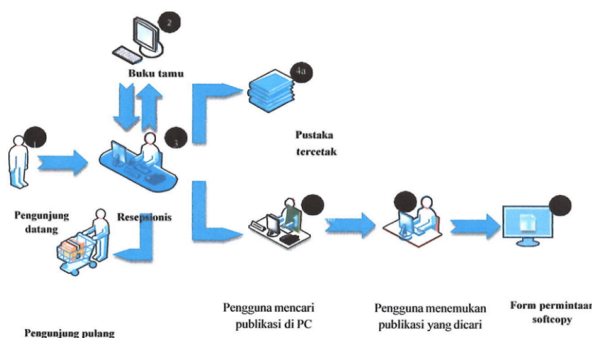 2
Buku tamu
4a
1
3
Pustaka
tercetak
Pengunjung
datang
Resepsionis
Pengguna mencari
publikasi di PC
Pengguna menemukan
publikasi yang dicari
Form permintaan
softcopy
Pengunjung pulang